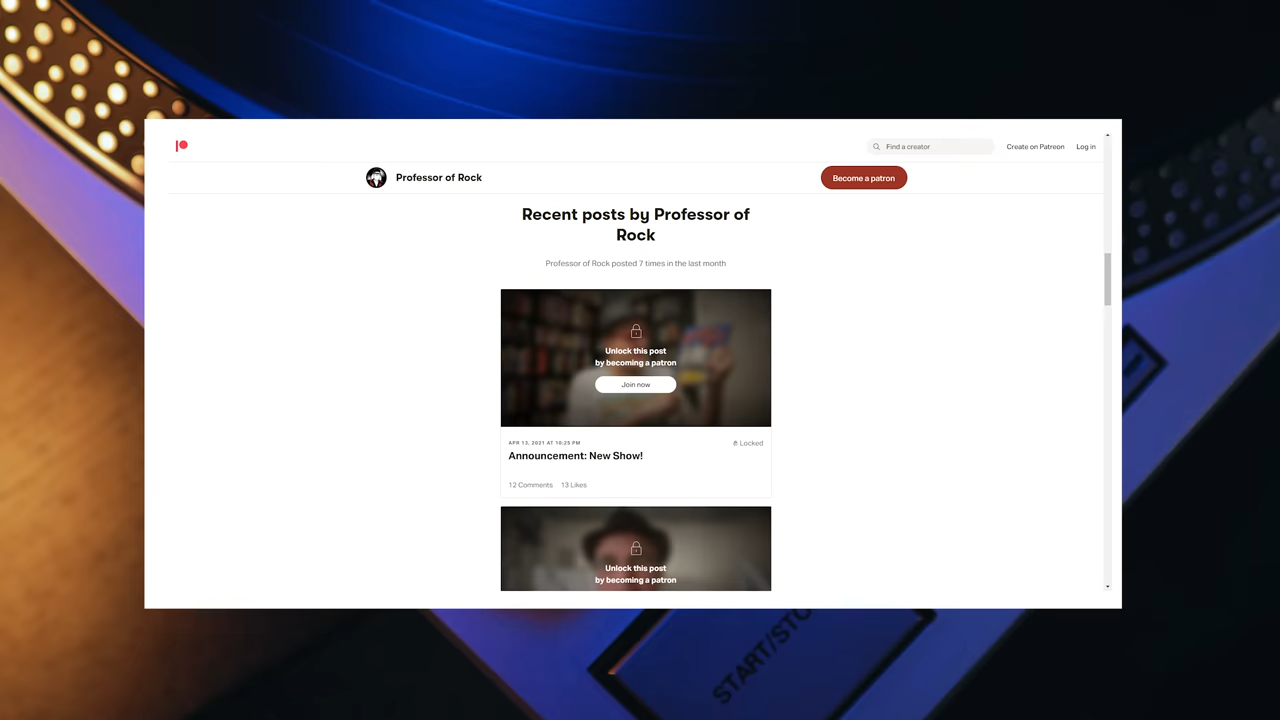 Find a creator
Create on Patreon
Log in
Professor of Rock
Become a patron
Recent posts by Professor of
Rock
Professor of Rock posted 7 times in the last month
Unlock this post
by becoming a patron
Join now
APR 13, 2021 AT 10:25 PM
Locked
Announcement: New Show!
12 Comments
13 Likes
Unlock this post
by becoming a patron
START/STO